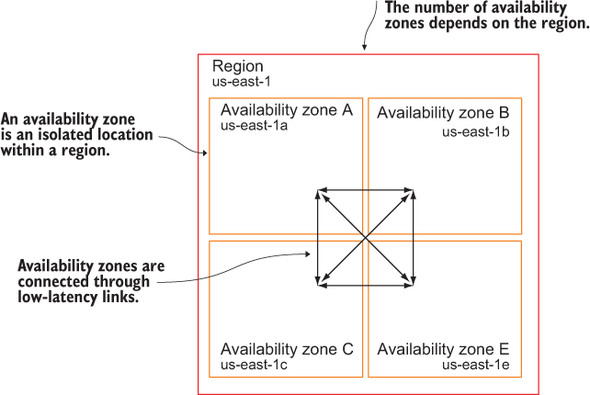 The number of availability
zones depends on the region.
Region
us-east-1
An availability zone
is an isolated location
within a region.
Availability zone A
us-east-1a
Availability zone B
us-east-1b
Availability zones are
connected through
low-latency links.
Availability zone C
us-east-1c
Availability zone E
us-east-1e